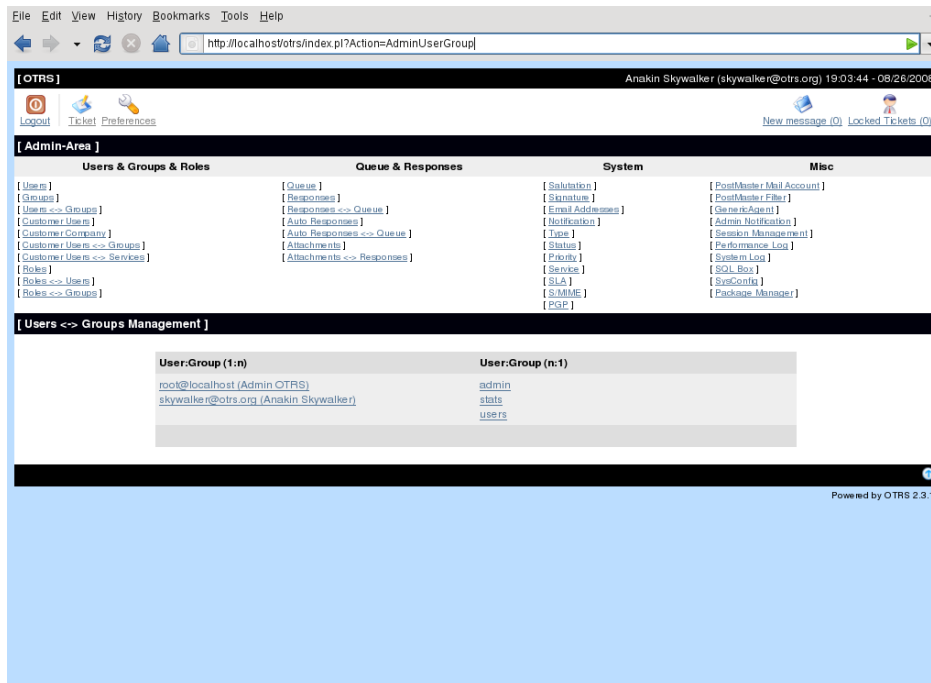 File Edit View History Bookmarks Tools Help
http://localhost/otrs/index.pl?Action=AdminUserGroup
[ OTRS ] Anakin Skywalker (skywalker@otrs.org) 19:03:44 - 08/26/2008
Logout Ticket Preferences New message (0) Locked Tickets (0)
[ Admin-Area ]
Users & Groups & Roles Queue & Responses System Misc
[ Users ] [ Queue ] [ Salutation ] [ PostMaster Mail Account ]
[ Groups ] [ Responses ] [ Signature ] [ PostMaster Filter ]
[ Users <-> Groups ] [ Responses <-> Queue ] [ Email Addresses ] [ GenericAgent ]
[ Customer Users ] [ Auto Responses ] [ Notification ] [ Admin Notification ]
[ Customer Company ] [ Auto Responses <-> Queue ] [ Type ] [ Session Management ]
[ Customer Users <-> Groups ] [ Attachments ] [ Status ] [ Performance Log ]
[ Customer Users <-> Services ] [ Attachments <-> Responses ] [ Priority ] [ System Log ]
[ Roles ] [ Service ] [ SQL Box ]
[ Roles <-> Users ] [ SLA ] [ SysConfig ]
[ Roles <-> Groups ] [ S/MIME ] [ Package Manager ]
[ PGP ]
[ Users <-> Groups Management ]
User:Group (1:n) User:Group (n:1)
root@localhost (Admin OTRS) admin
skywalker@otrs.org (Anakin Skywalker) stats
users
Powered by OTRS 2.3.